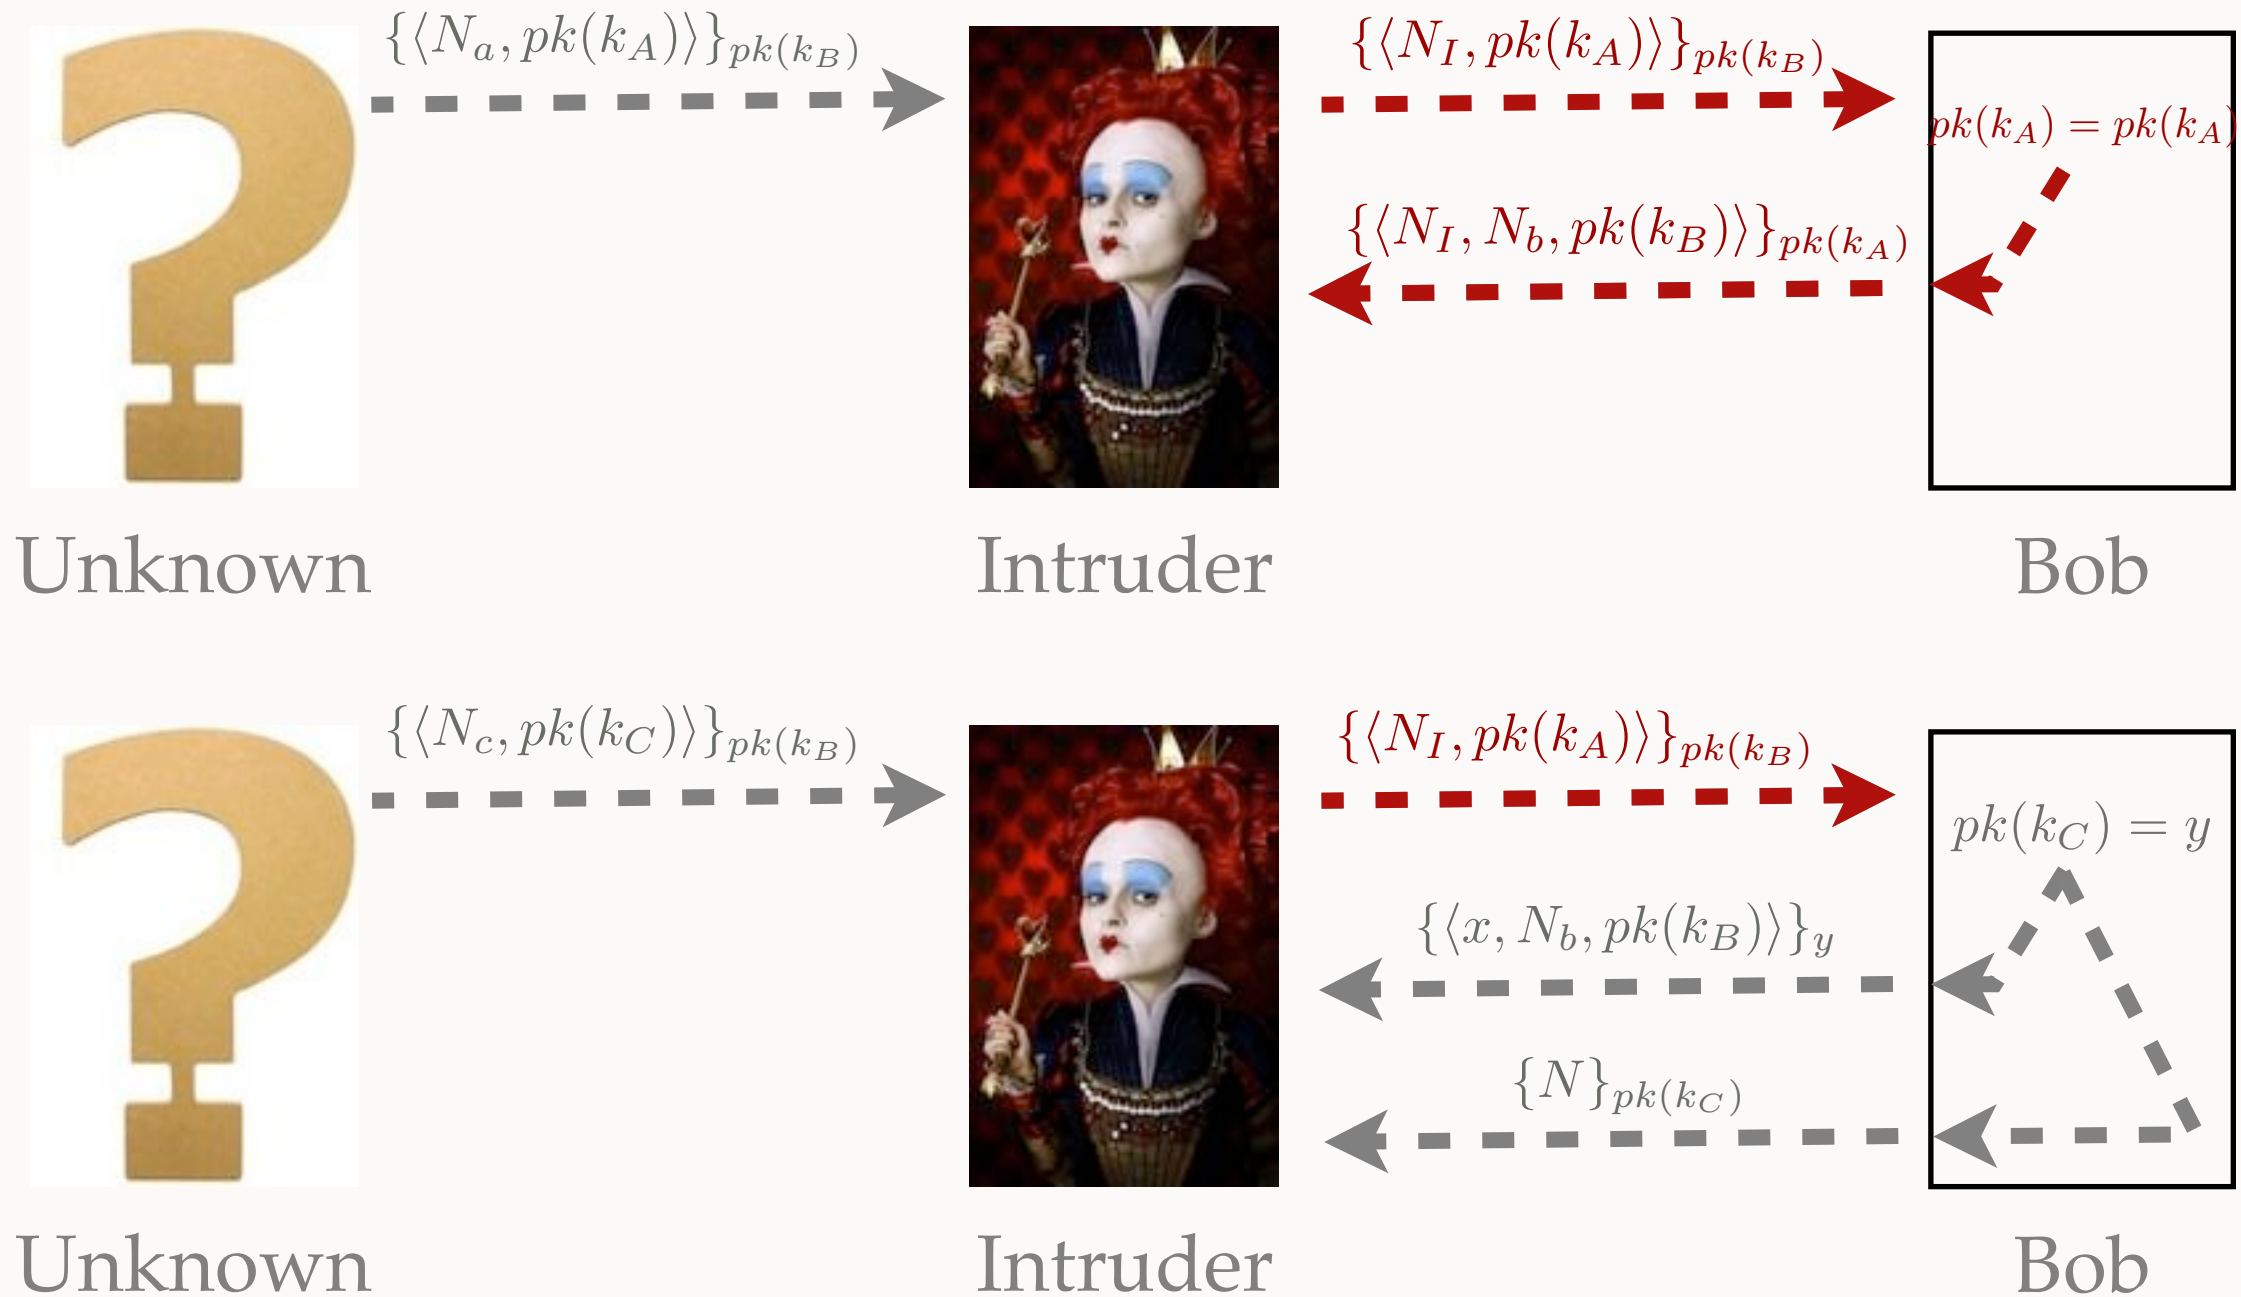 {⟨N_a, pk(k_A)⟩}_{pk(k_B)}
{⟨N_I, pk(k_A)⟩}_{pk(k_B)}
pk(k_A) = pk(k_A)
{⟨N_I, N_b, pk(k_B)⟩}_{pk(k_A)}
Unknown
Intruder
Bob
{⟨N_c, pk(k_C)⟩}_{pk(k_B)}
{⟨N_I, pk(k_A)⟩}_{pk(k_B)}
pk(k_C) = y
{⟨x, N_b, pk(k_B)⟩}_y
{N}_{pk(k_C)}
Unknown
Intruder
Bob